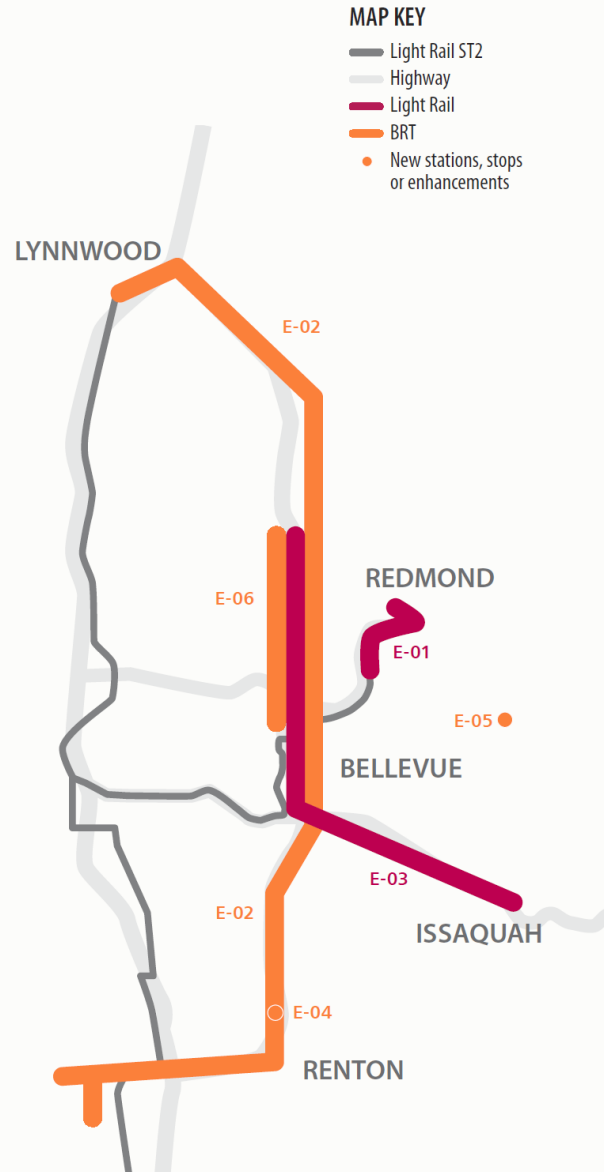 MAP KEY
Light Rail ST2
Highway
Light Rail
BRT
New stations, stops
or enhancements
LYNNWOOD
E-02
REDMOND
E-06
E-01
E-05
BELLEVUE
E-03
E-02
ISSAQUAH
E-04
RENTON